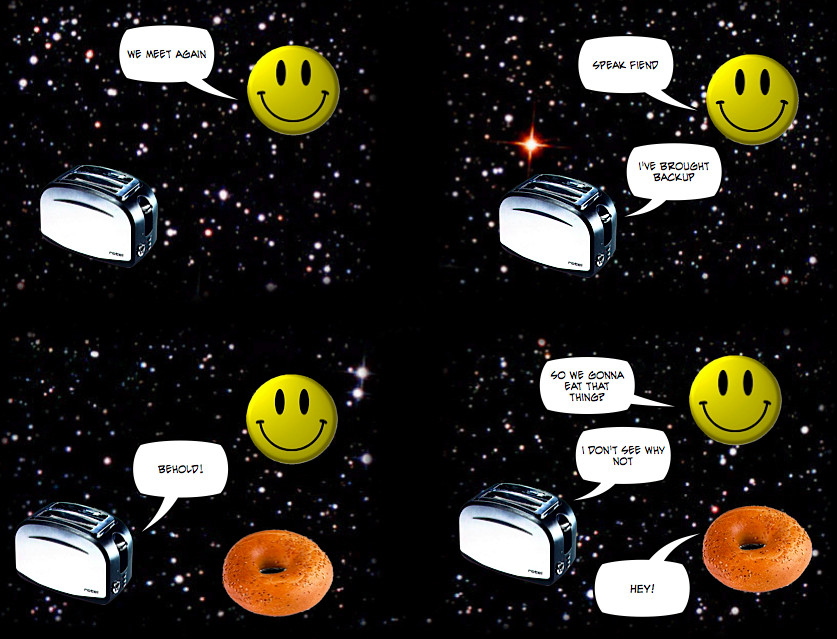 WE MEET AGAIN
SPEAK FIEND
I'VE BROUGHT
BACKUP
BEHOLD!
SO WE GONNA
EAT THAT
THING?
I DON'T SEE WHY
NOT
HEY!